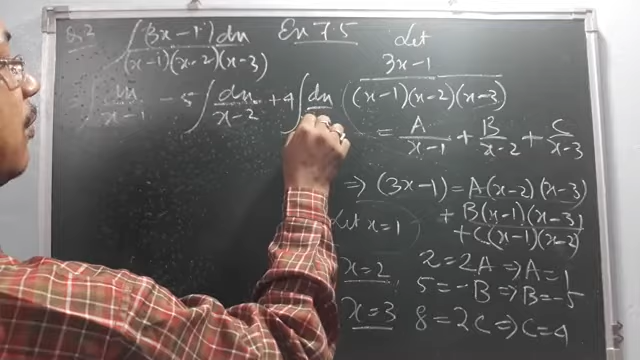 Qn.2 ∫ (3x-1) dx / (x-1)(x-2)(x-3)
Ex 7.5
= ∫ dx / x-1 - 5 ∫ dx / x-2 + 4 ∫ dx
Let
3x-1 / (x-1)(x-2)(x-3)
= A / x-1 + B / x-2 + C / x-3
⇒ (3x-1) = A(x-2)(x-3)
+ B(x-1)(x-3)
+ C(x-1)(x-2)
Let x=1
2 = 2A ⇒ A = 1
x=2
5 = -B ⇒ B = -5
x=3
8 = 2C ⇒ C = 4